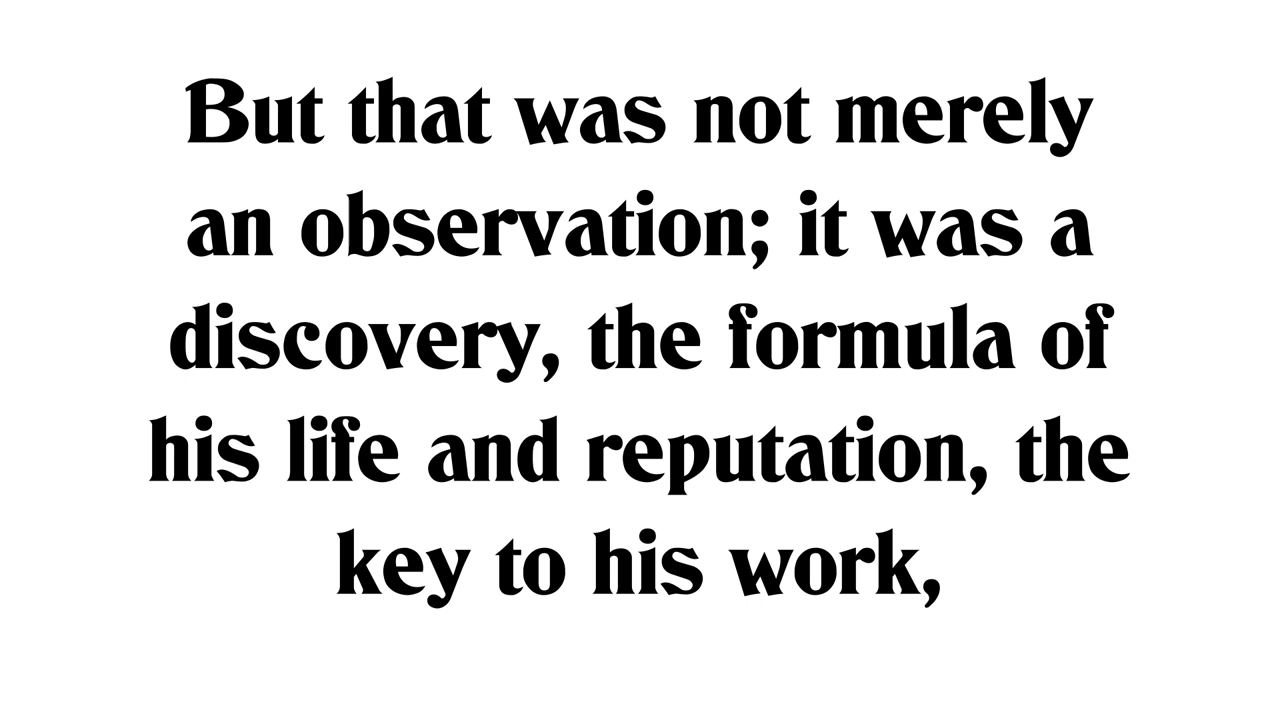 But that was not merely
an observation; it was a
discovery, the formula of
his life and reputation, the
key to his work,